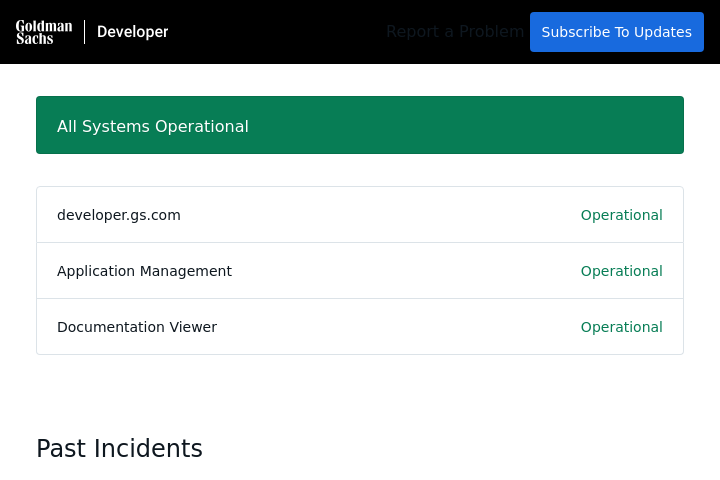 Goldman
Sachs
Developer
Report a Problem
Subscribe To Updates
All Systems Operational
developer.gs.com Operational
Application Management Operational
Documentation Viewer Operational
Past Incidents